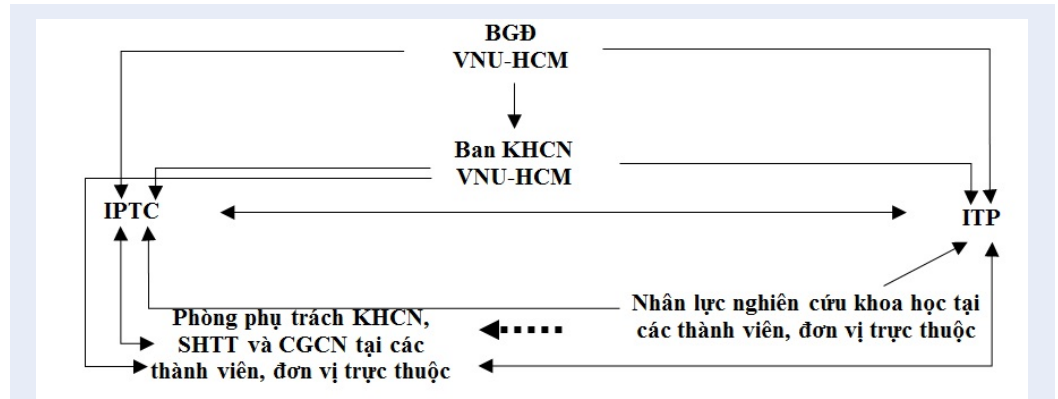 BGĐ
VNU-HCM
Ban KHCN
VNU-HCM
IPTC
ITP
Nhân lực nghiên cứu khoa học tại
các thành viên, đơn vị trực thuộc
Phòng phụ trách KHCN,
SHTT và CGCN tại các
thành viên, đơn vị trực thuộc